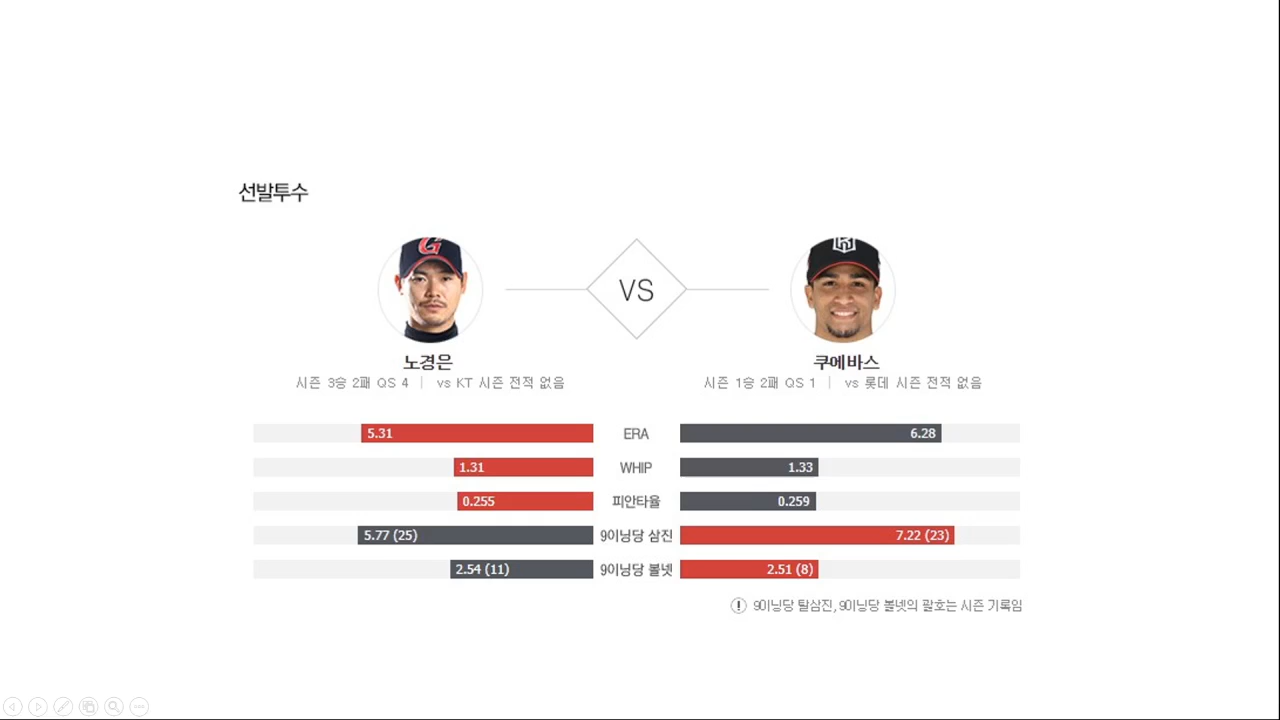 선발투수
G
VS
노경은
시즌 3승 2패 QS 4 | vs KT 시즌 전적 없음
쿠에바스
시즌 1승 2패 QS 1 | vs 롯데 시즌 전적 없음
5.31 ERA 6.28
1.31 WHIP 1.33
0.255 피안타율 0.259
5.77 (25) 9이닝당 삼진 7.22 (23)
2.54 (11) 9이닝당 볼넷 2.51 (8)
! 9이닝당 탈삼진, 9이닝당 볼넷의 괄호는 시즌 기록임